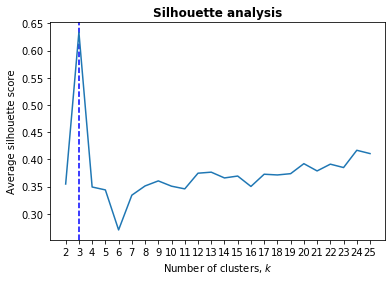 Silhouette analysis
Average silhouette score
0.65
0.60
0.55
0.50
0.45
0.40
0.35
0.30
2 3 4 5 6 7 8 9 10 11 12 13 14 15 16 17 18 19 20 21 22 23 24 25
Number of clusters, k